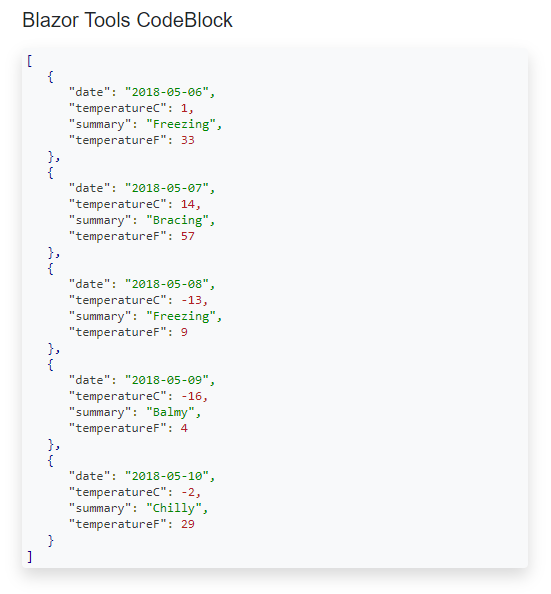 Blazor Tools CodeBlock
[
   {
      "date": "2018-05-06",
      "temperatureC": 1,
      "summary": "Freezing",
      "temperatureF": 33
   },
   {
      "date": "2018-05-07",
      "temperatureC": 14,
      "summary": "Bracing",
      "temperatureF": 57
   },
   {
      "date": "2018-05-08",
      "temperatureC": -13,
      "summary": "Freezing",
      "temperatureF": 9
   },
   {
      "date": "2018-05-09",
      "temperatureC": -16,
      "summary": "Balmy",
      "temperatureF": 4
   },
   {
      "date": "2018-05-10",
      "temperatureC": -2,
      "summary": "Chilly",
      "temperatureF": 29
   }
]